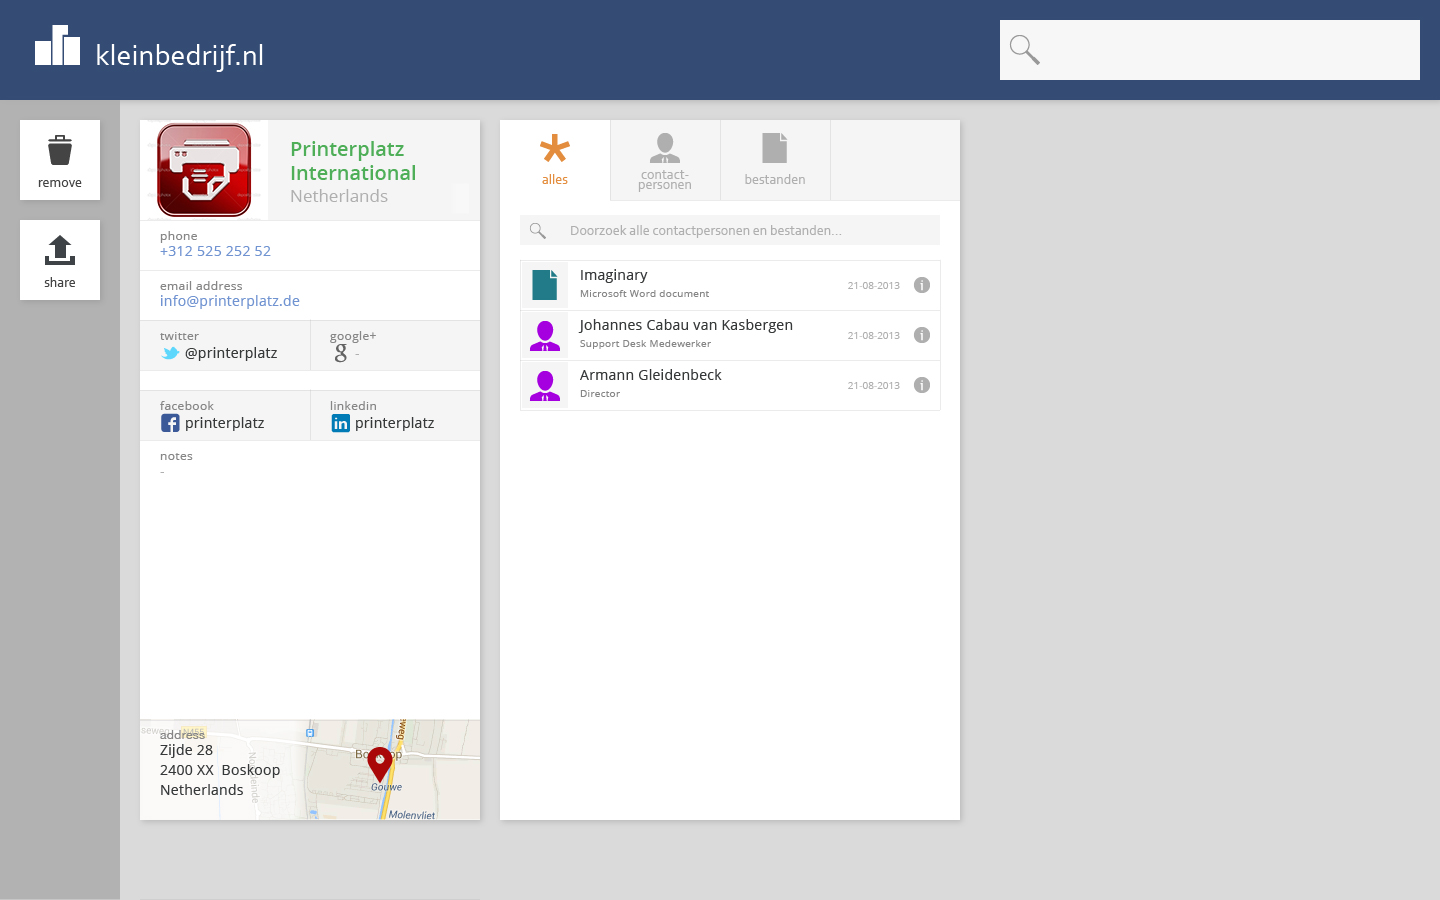 kleinbedrijf.nl
remove
share
Printerplatz
International
Netherlands
phone
+312 525 252 52
email address
info@printerplatz.de
twitter
@printerplatz
google+
g -
facebook
printerplatz
linkedin
in printerplatz
notes
-
address
Zijde 28
2400 XX Boskoop
Netherlands
N455
Gouwe
Molenvliet
alles
contact-
personen
bestanden
Doorzoek alle contactpersonen en bestanden...
Imaginary
Microsoft Word document
21-08-2013
Johannes Cabau van Kasbergen
Support Desk Medewerker
21-08-2013
Armann Gleidenbeck
Director
21-08-2013